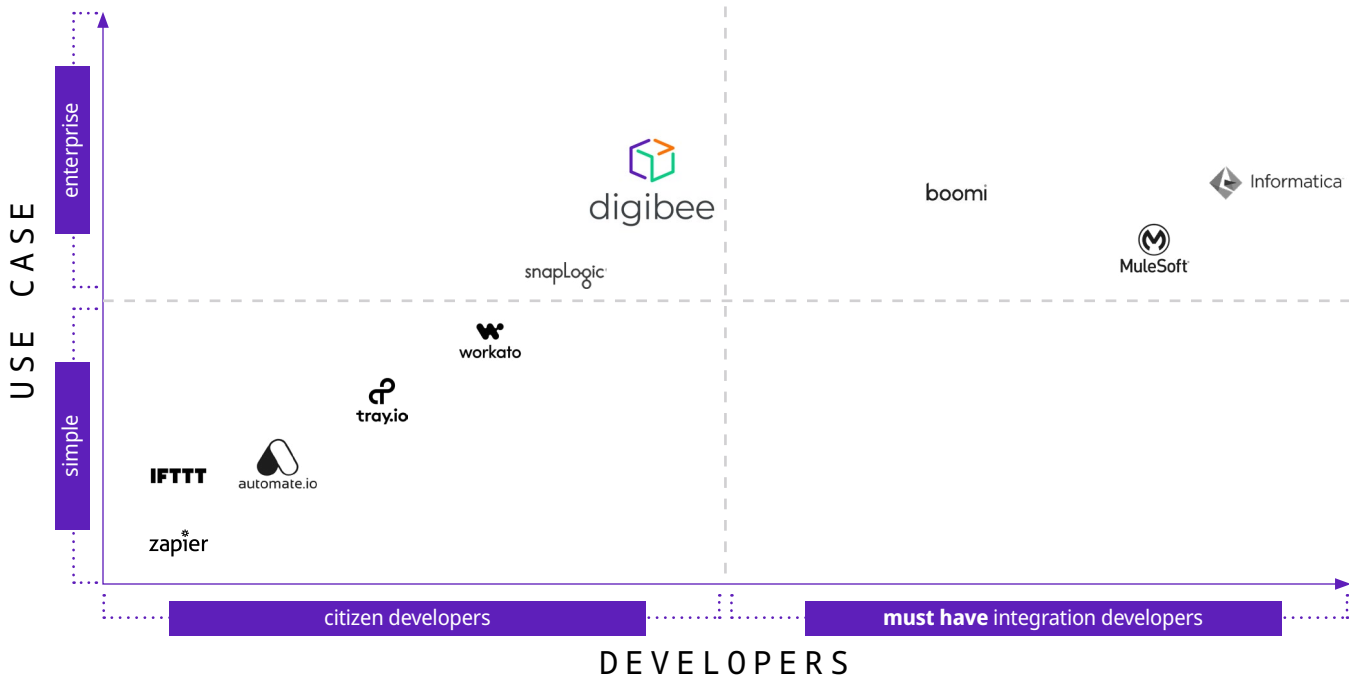 USE CASE
enterprise
simple
digibee
boomi
Informatica
MuleSoft
snapLogic
workato
tray.io
IFTTT
automate.io
zapier
citizen developers
must have integration developers
DEVELOPERS